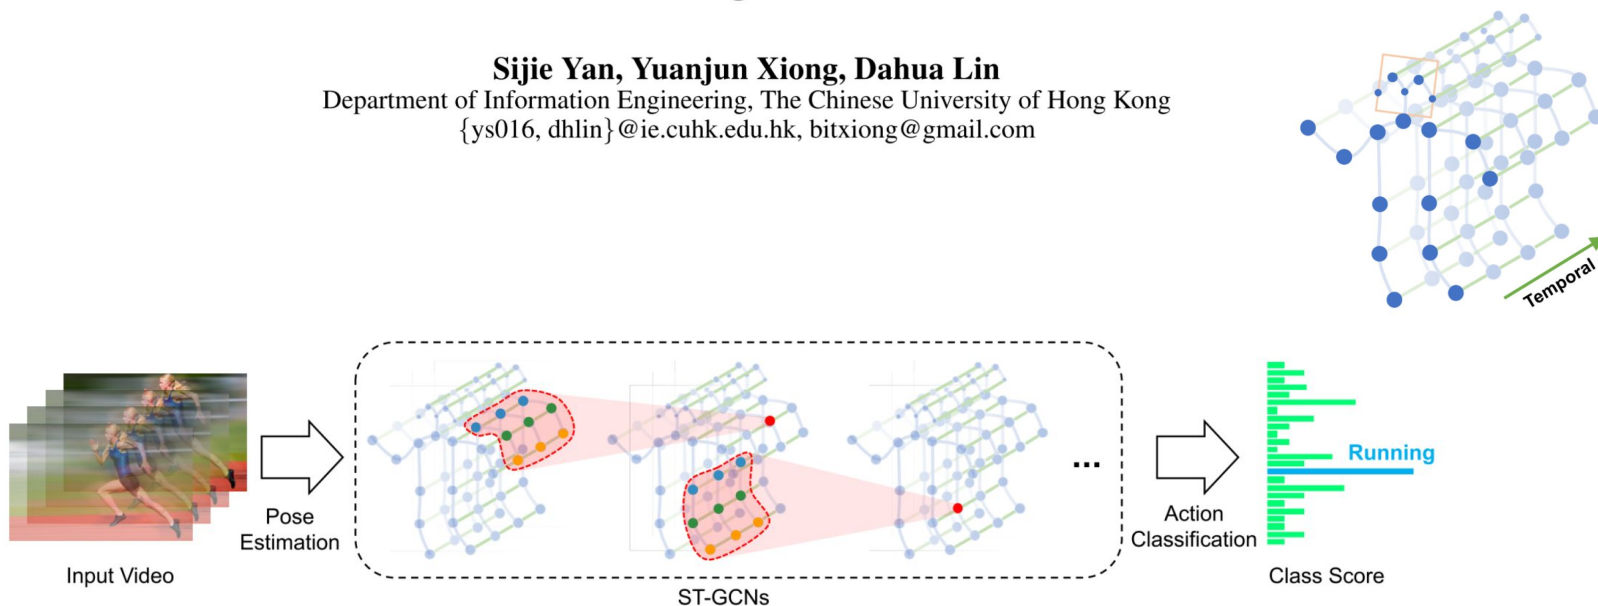 Sijie Yan, Yuanjun Xiong, Dahua Lin
Department of Information Engineering, The Chinese University of Hong Kong
{ys016, dhlin}@ie.cuhk.edu.hk, bitxiong@gmail.com
Temporal
Running
Pose
Estimation
...
Action
Classification
Input Video
ST-GCNs
Class Score